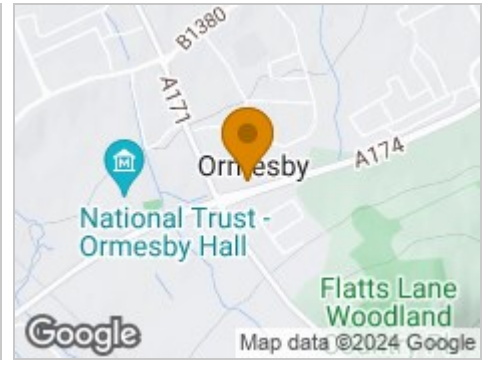 B1380
A171
Ormesby
A174
National Trust -
Ormesby Hall
Flatts Lane
Woodland
Google
Map data ©2024 Google